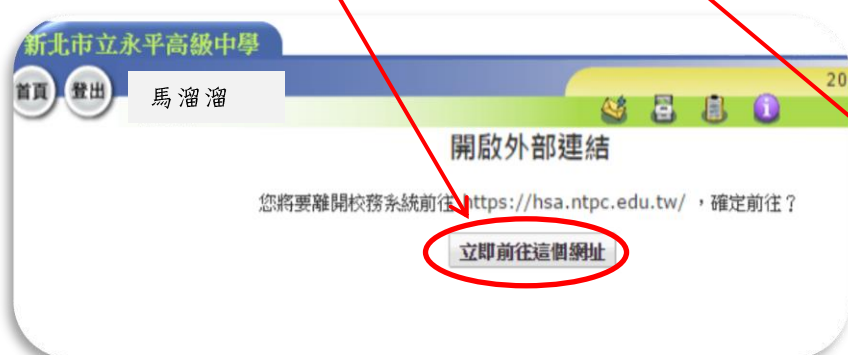 新北市立永平高級中學
首頁 登出 馬溜溜
20
開啟外部連結
您將要離開校務系統前往 https://hsa.ntpc.edu.tw/ ，確定前往？
立即前往這個網址